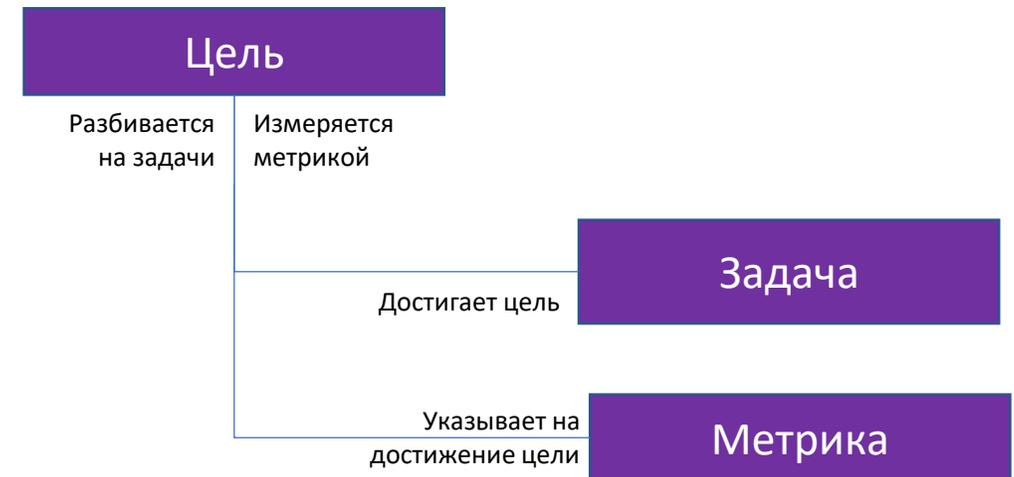 Цель
Разбивается
на задачи
Измеряется
метрикой
Задача
Достигает цель
Указывает на
достижение цели
Метрика